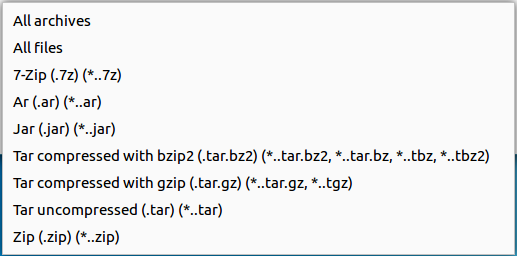 All archives
All files
7-Zip (.7z) (*..7z)
Ar (.ar) (*..ar)
Jar (.jar) (*..jar)
Tar compressed with bzip2 (.tar.bz2) (*..tar.bz2, *..tar.bz, *..tbz, *..tbz2)
Tar compressed with gzip (.tar.gz) (*..tar.gz, *..tgz)
Tar uncompressed (.tar) (*..tar)
Zip (.zip) (*..zip)